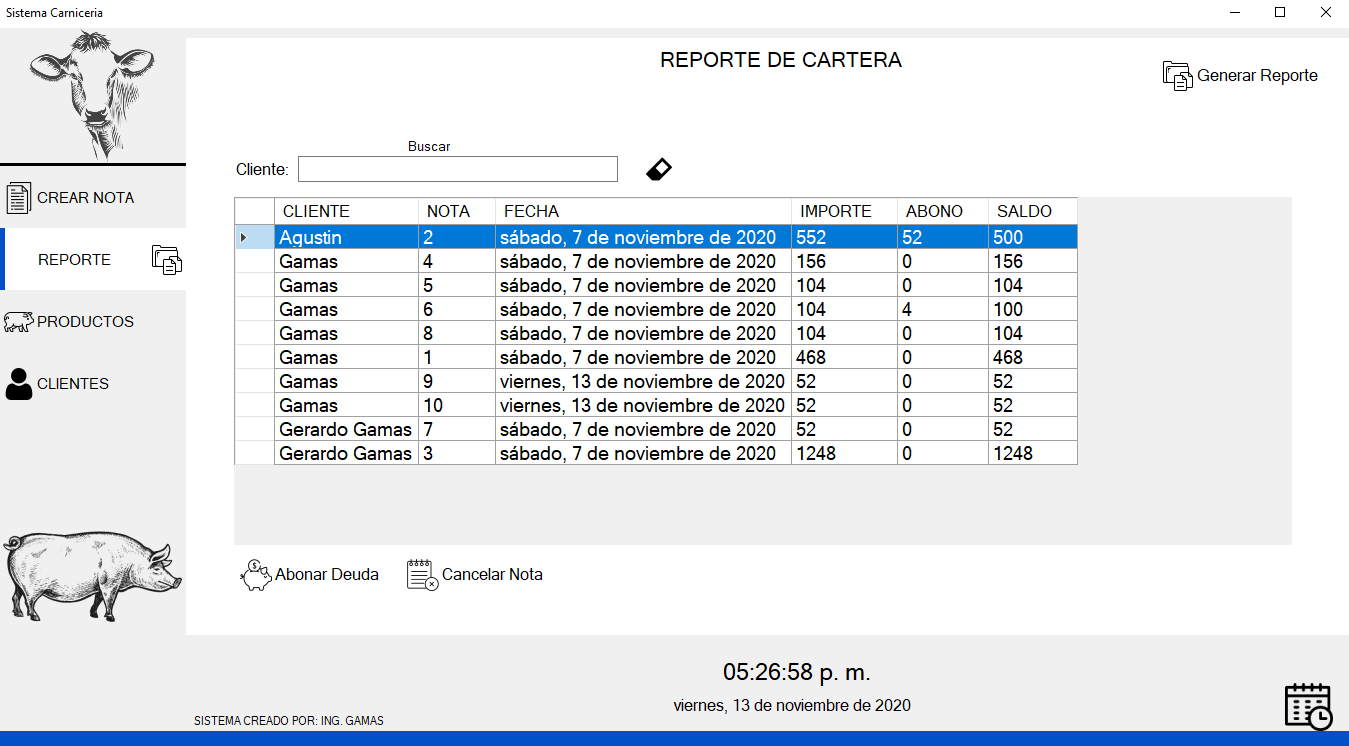 Sistema Carniceria
REPORTE DE CARTERA
Generar Reporte
Buscar
Cliente:
CREAR NOTA
REPORTE
PRODUCTOS
CLIENTES
CLIENTE NOTA FECHA IMPORTE ABONO SALDO
Agustin 2 sábado, 7 de noviembre de 2020 552 52 500
Gamas 4 sábado, 7 de noviembre de 2020 156 0 156
Gamas 5 sábado, 7 de noviembre de 2020 104 0 104
Gamas 6 sábado, 7 de noviembre de 2020 104 4 100
Gamas 8 sábado, 7 de noviembre de 2020 104 0 104
Gamas 1 sábado, 7 de noviembre de 2020 468 0 468
Gamas 9 viernes, 13 de noviembre de 2020 52 0 52
Gamas 10 viernes, 13 de noviembre de 2020 52 0 52
Gerardo Gamas 7 sábado, 7 de noviembre de 2020 52 0 52
Gerardo Gamas 3 sábado, 7 de noviembre de 2020 1248 0 1248
Abonar Deuda
Cancelar Nota
05:26:58 p. m.
viernes, 13 de noviembre de 2020
SISTEMA CREADO POR: ING. GAMAS